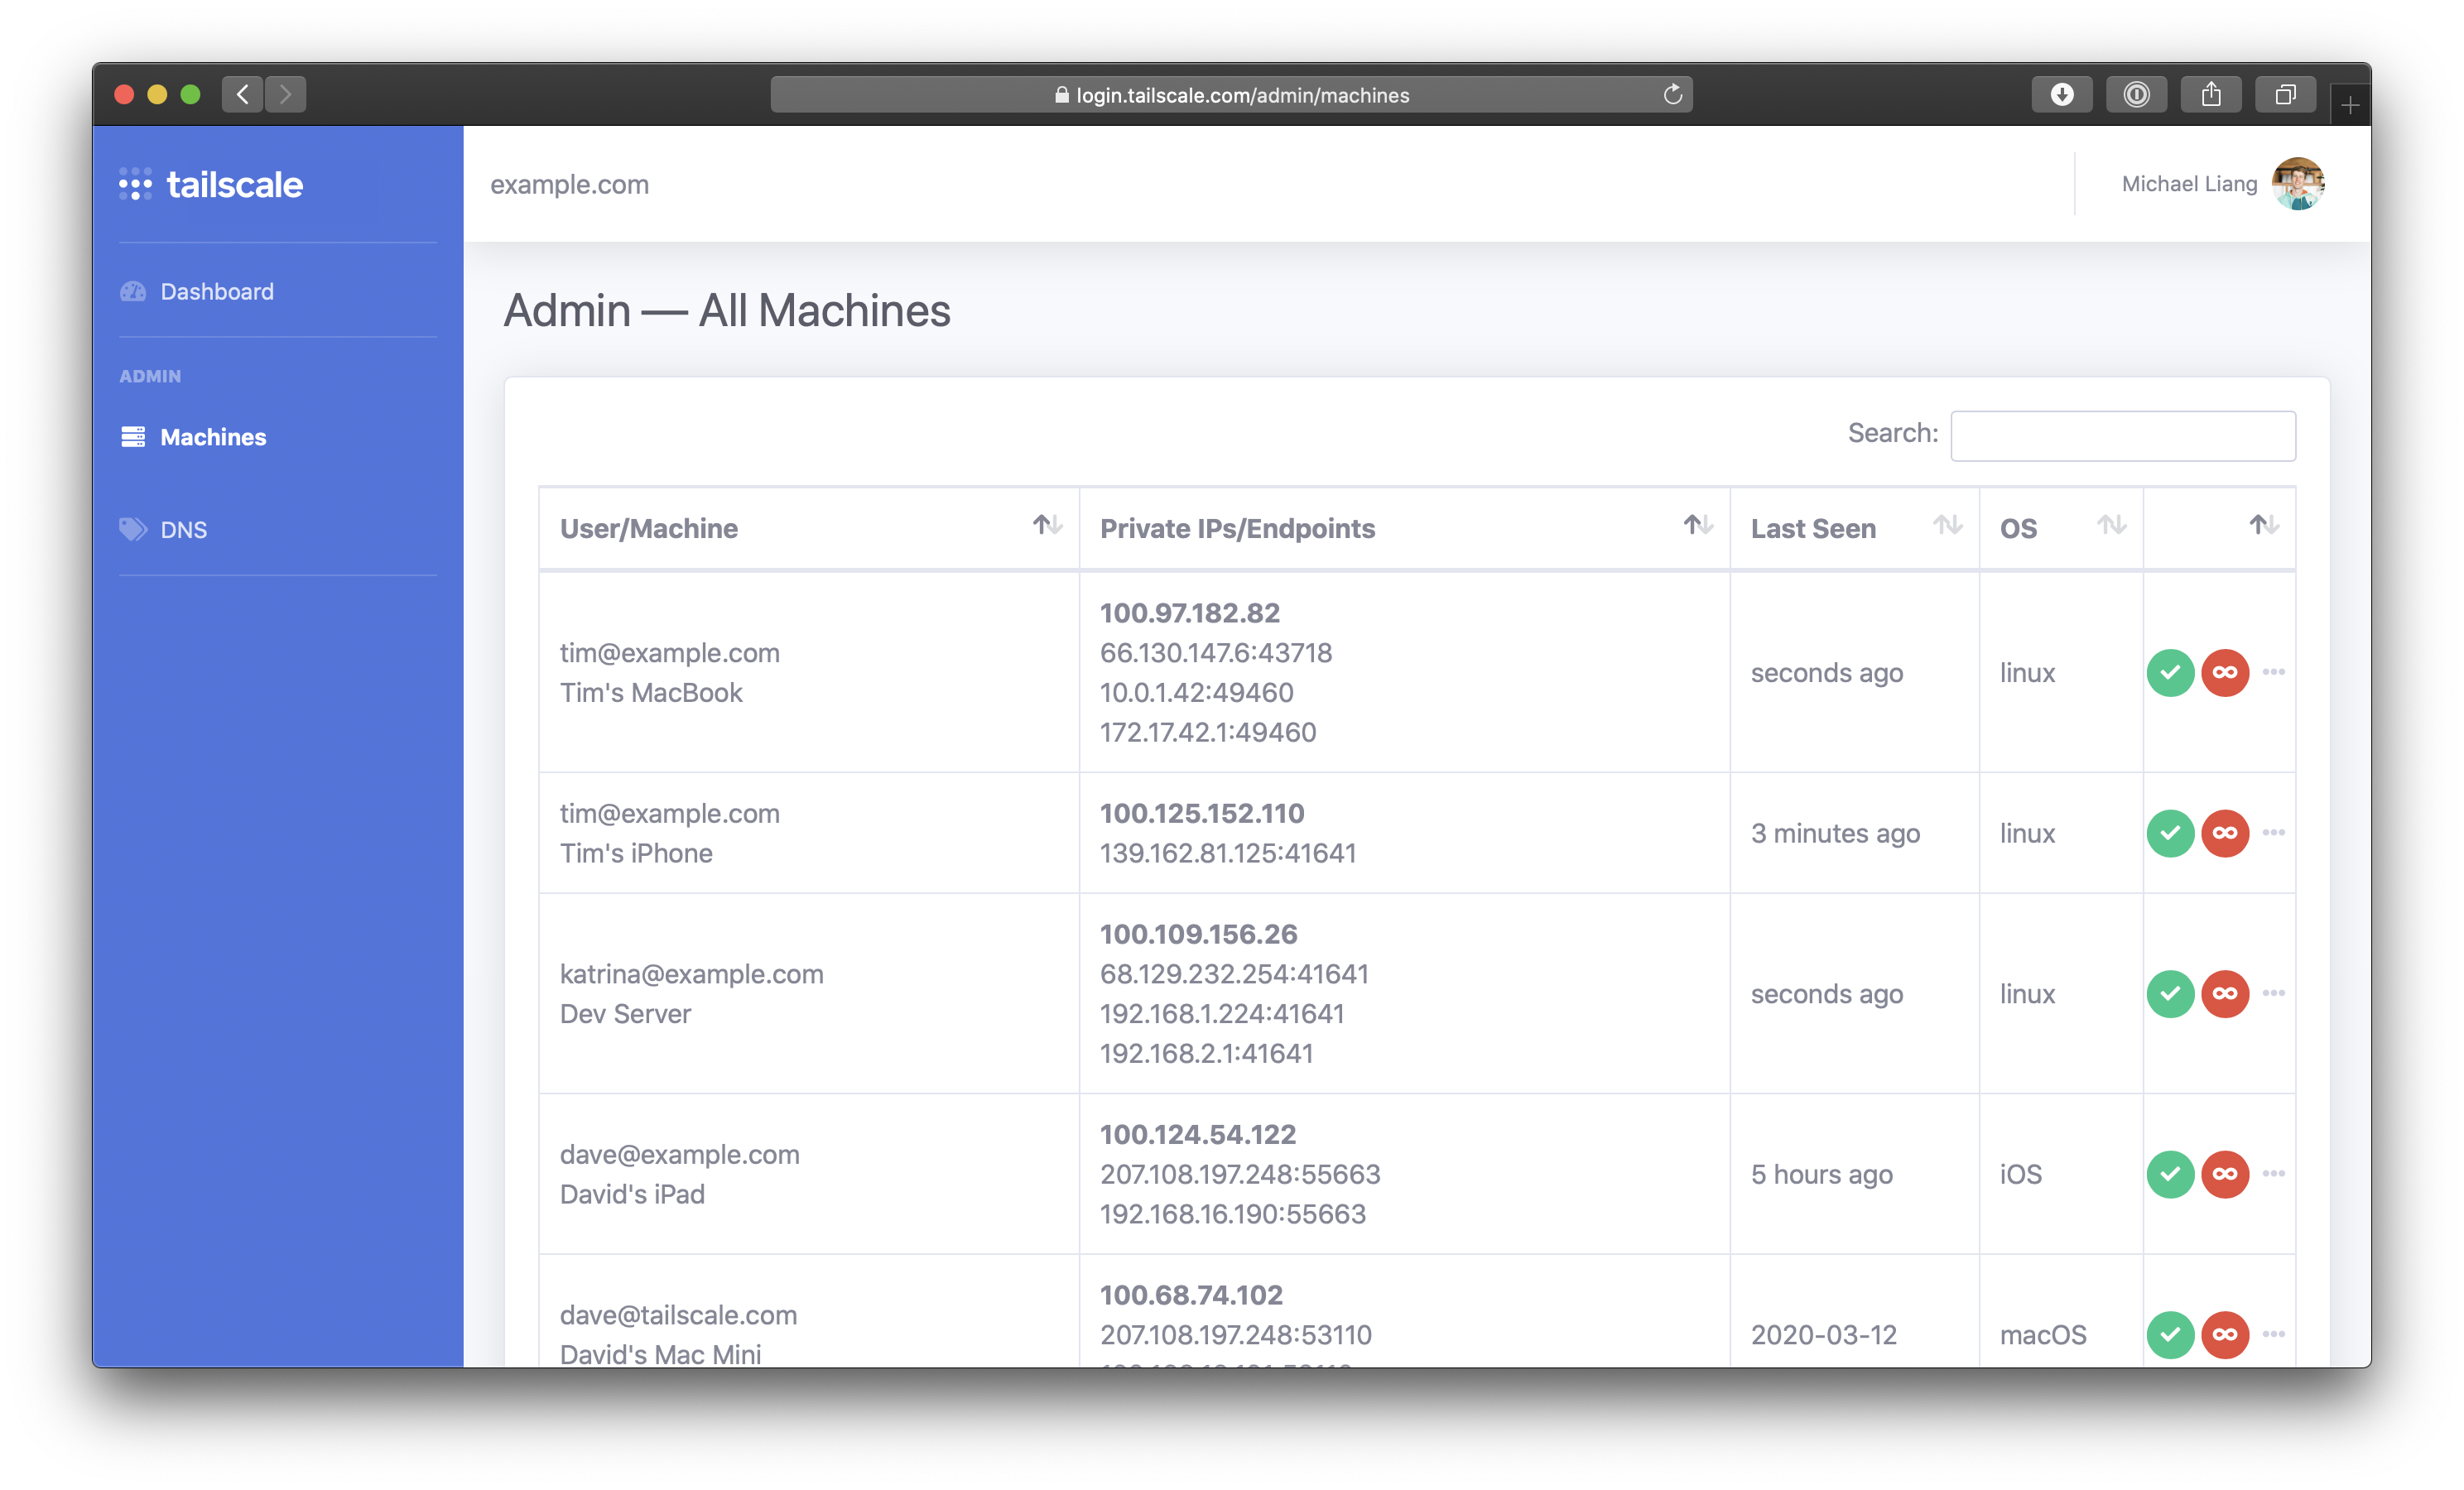 login.tailscale.com/admin/machines
tailscale
example.com
Michael Liang
Dashboard
ADMIN
Machines
DNS
Admin — All Machines
Search:
User/Machine
Private IPs/Endpoints
Last Seen
OS
tim@example.com
Tim's MacBook
100.97.182.82
66.130.147.6:43718
10.0.1.42:49460
172.17.42.1:49460
seconds ago
linux
tim@example.com
Tim's iPhone
100.125.152.110
139.162.81.125:41641
3 minutes ago
linux
katrina@example.com
Dev Server
100.109.156.26
68.129.232.254:41641
192.168.1.224:41641
192.168.2.1:41641
seconds ago
linux
dave@example.com
David's iPad
100.124.54.122
207.108.197.248:55663
192.168.16.190:55663
5 hours ago
iOS
dave@tailscale.com
David's Mac Mini
100.68.74.102
207.108.197.248:53110
2020-03-12
macOS